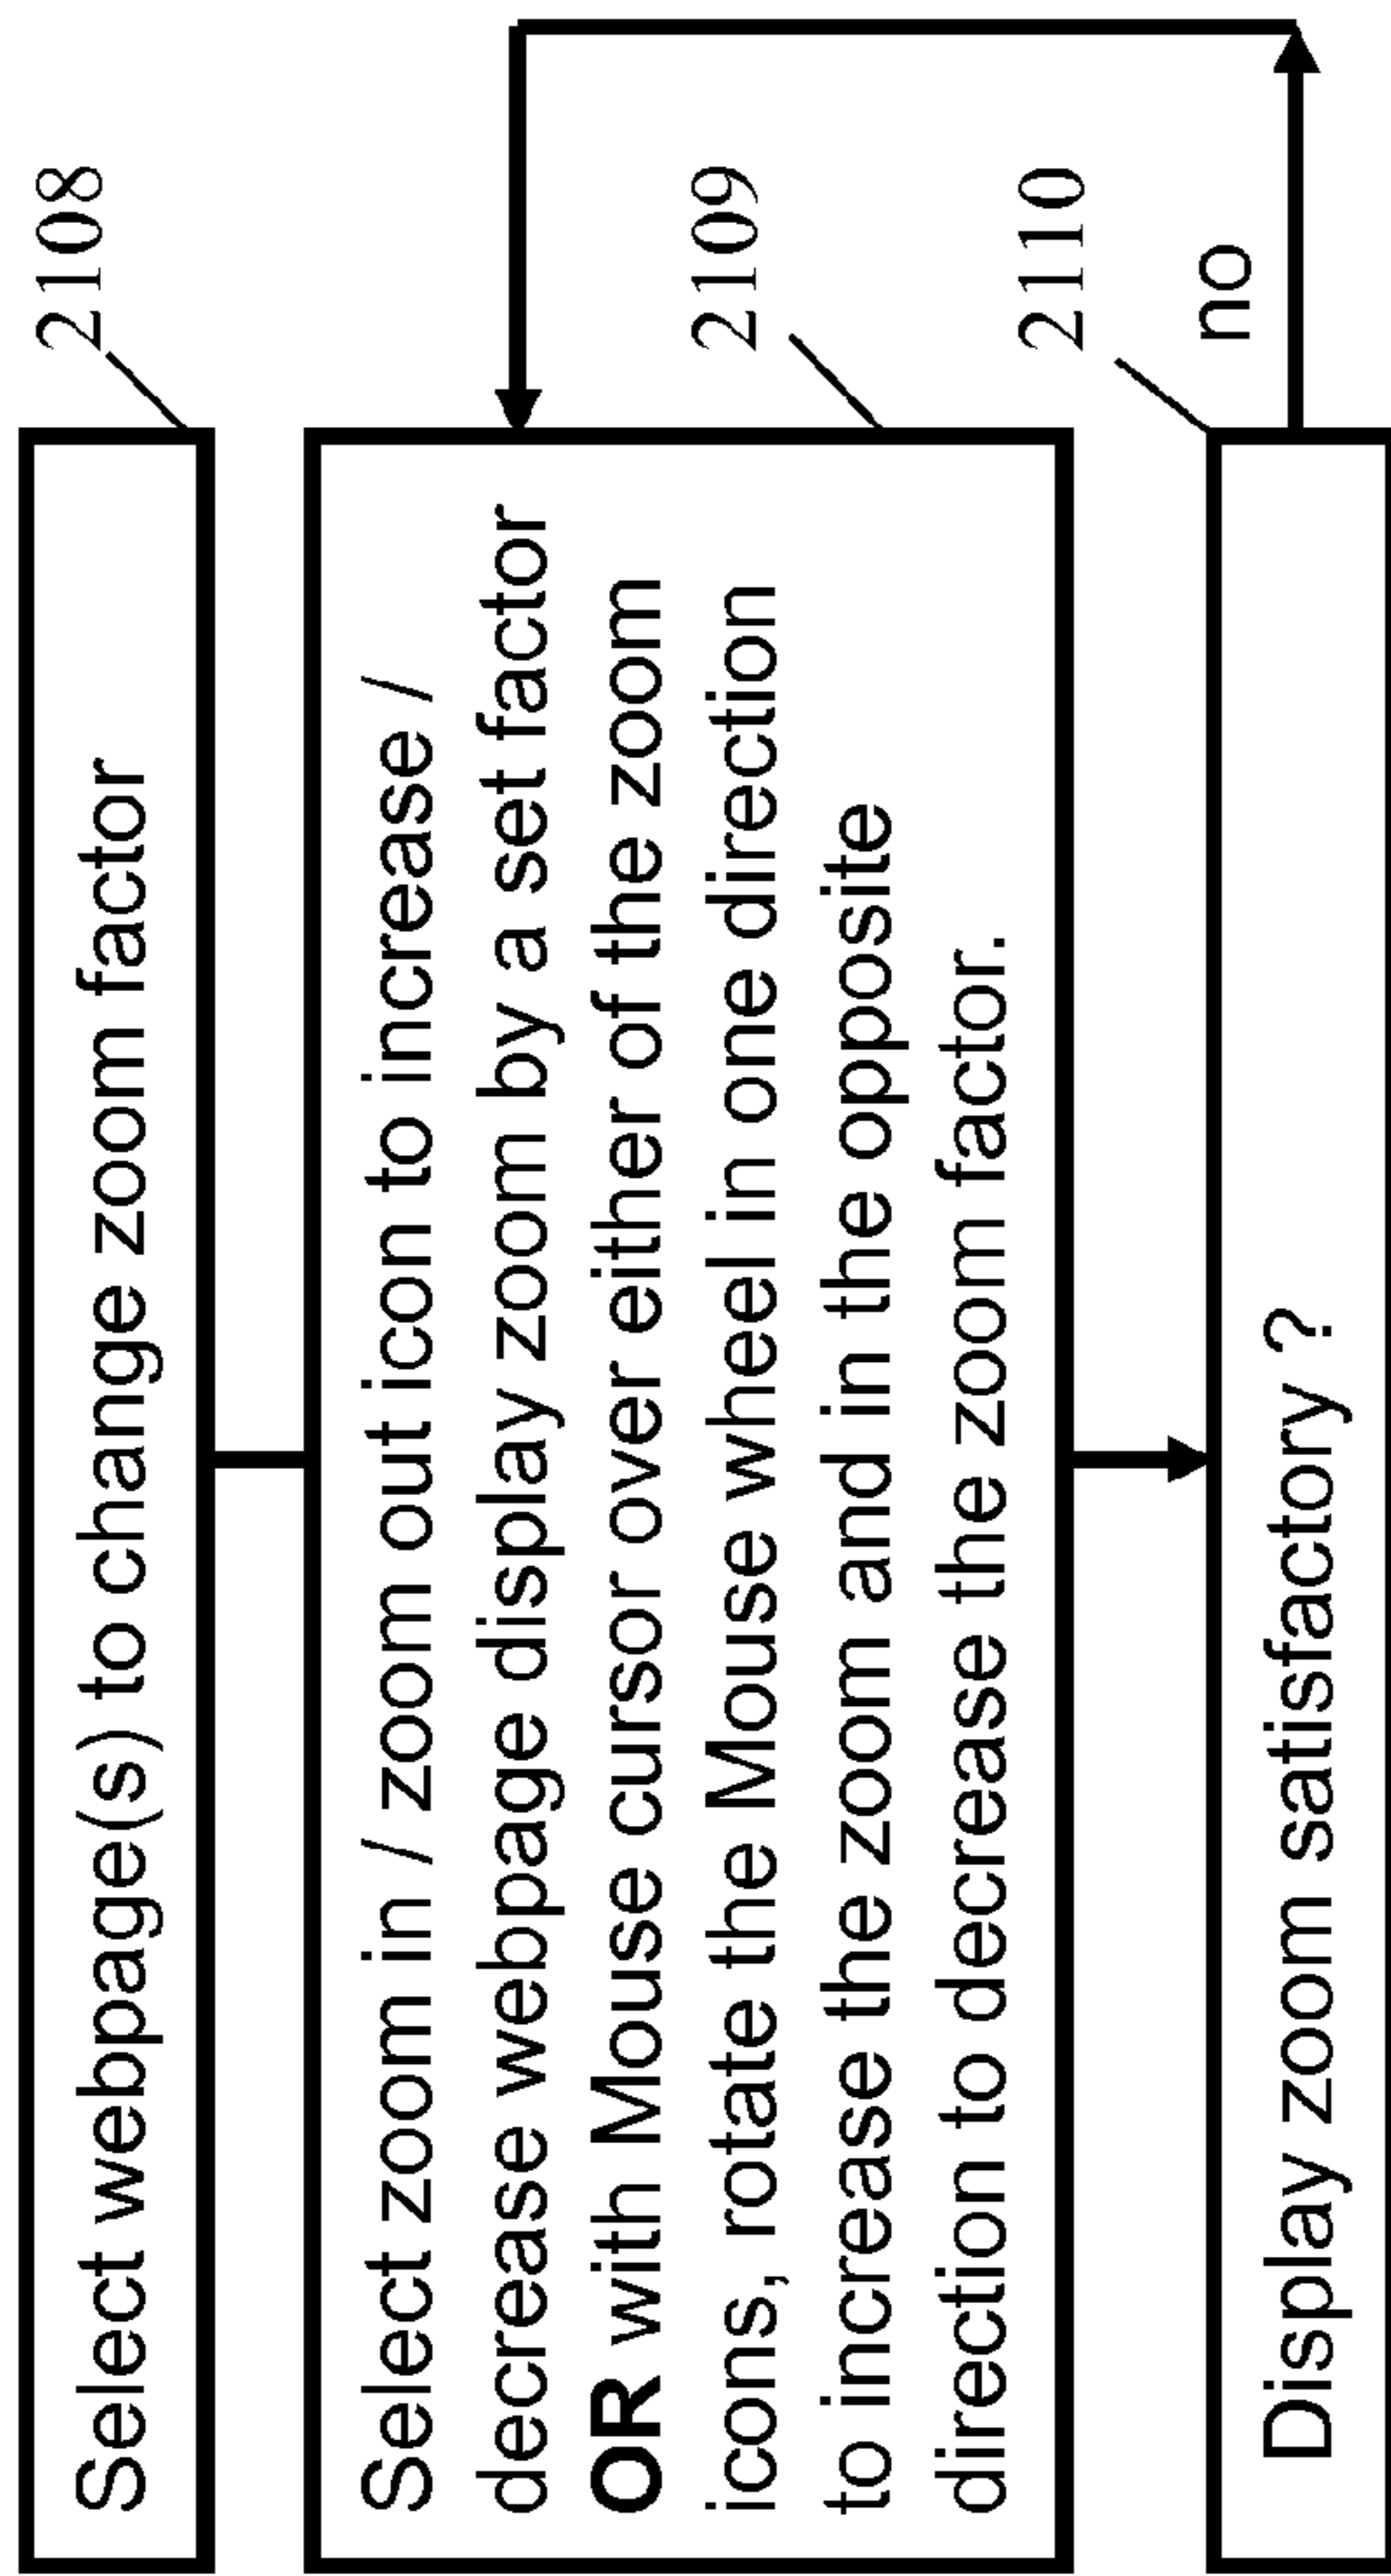 Select webpage(s) to change zoom factor
2108
Select zoom in / zoom out icon to increase /
decrease webpage display zoom by a set factor
OR with Mouse cursor over either of the zoom
icons, rotate the Mouse wheel in one direction
to increase the zoom and in the opposite
direction to decrease the zoom factor.
2109
2110
Display zoom satisfactory ?
no